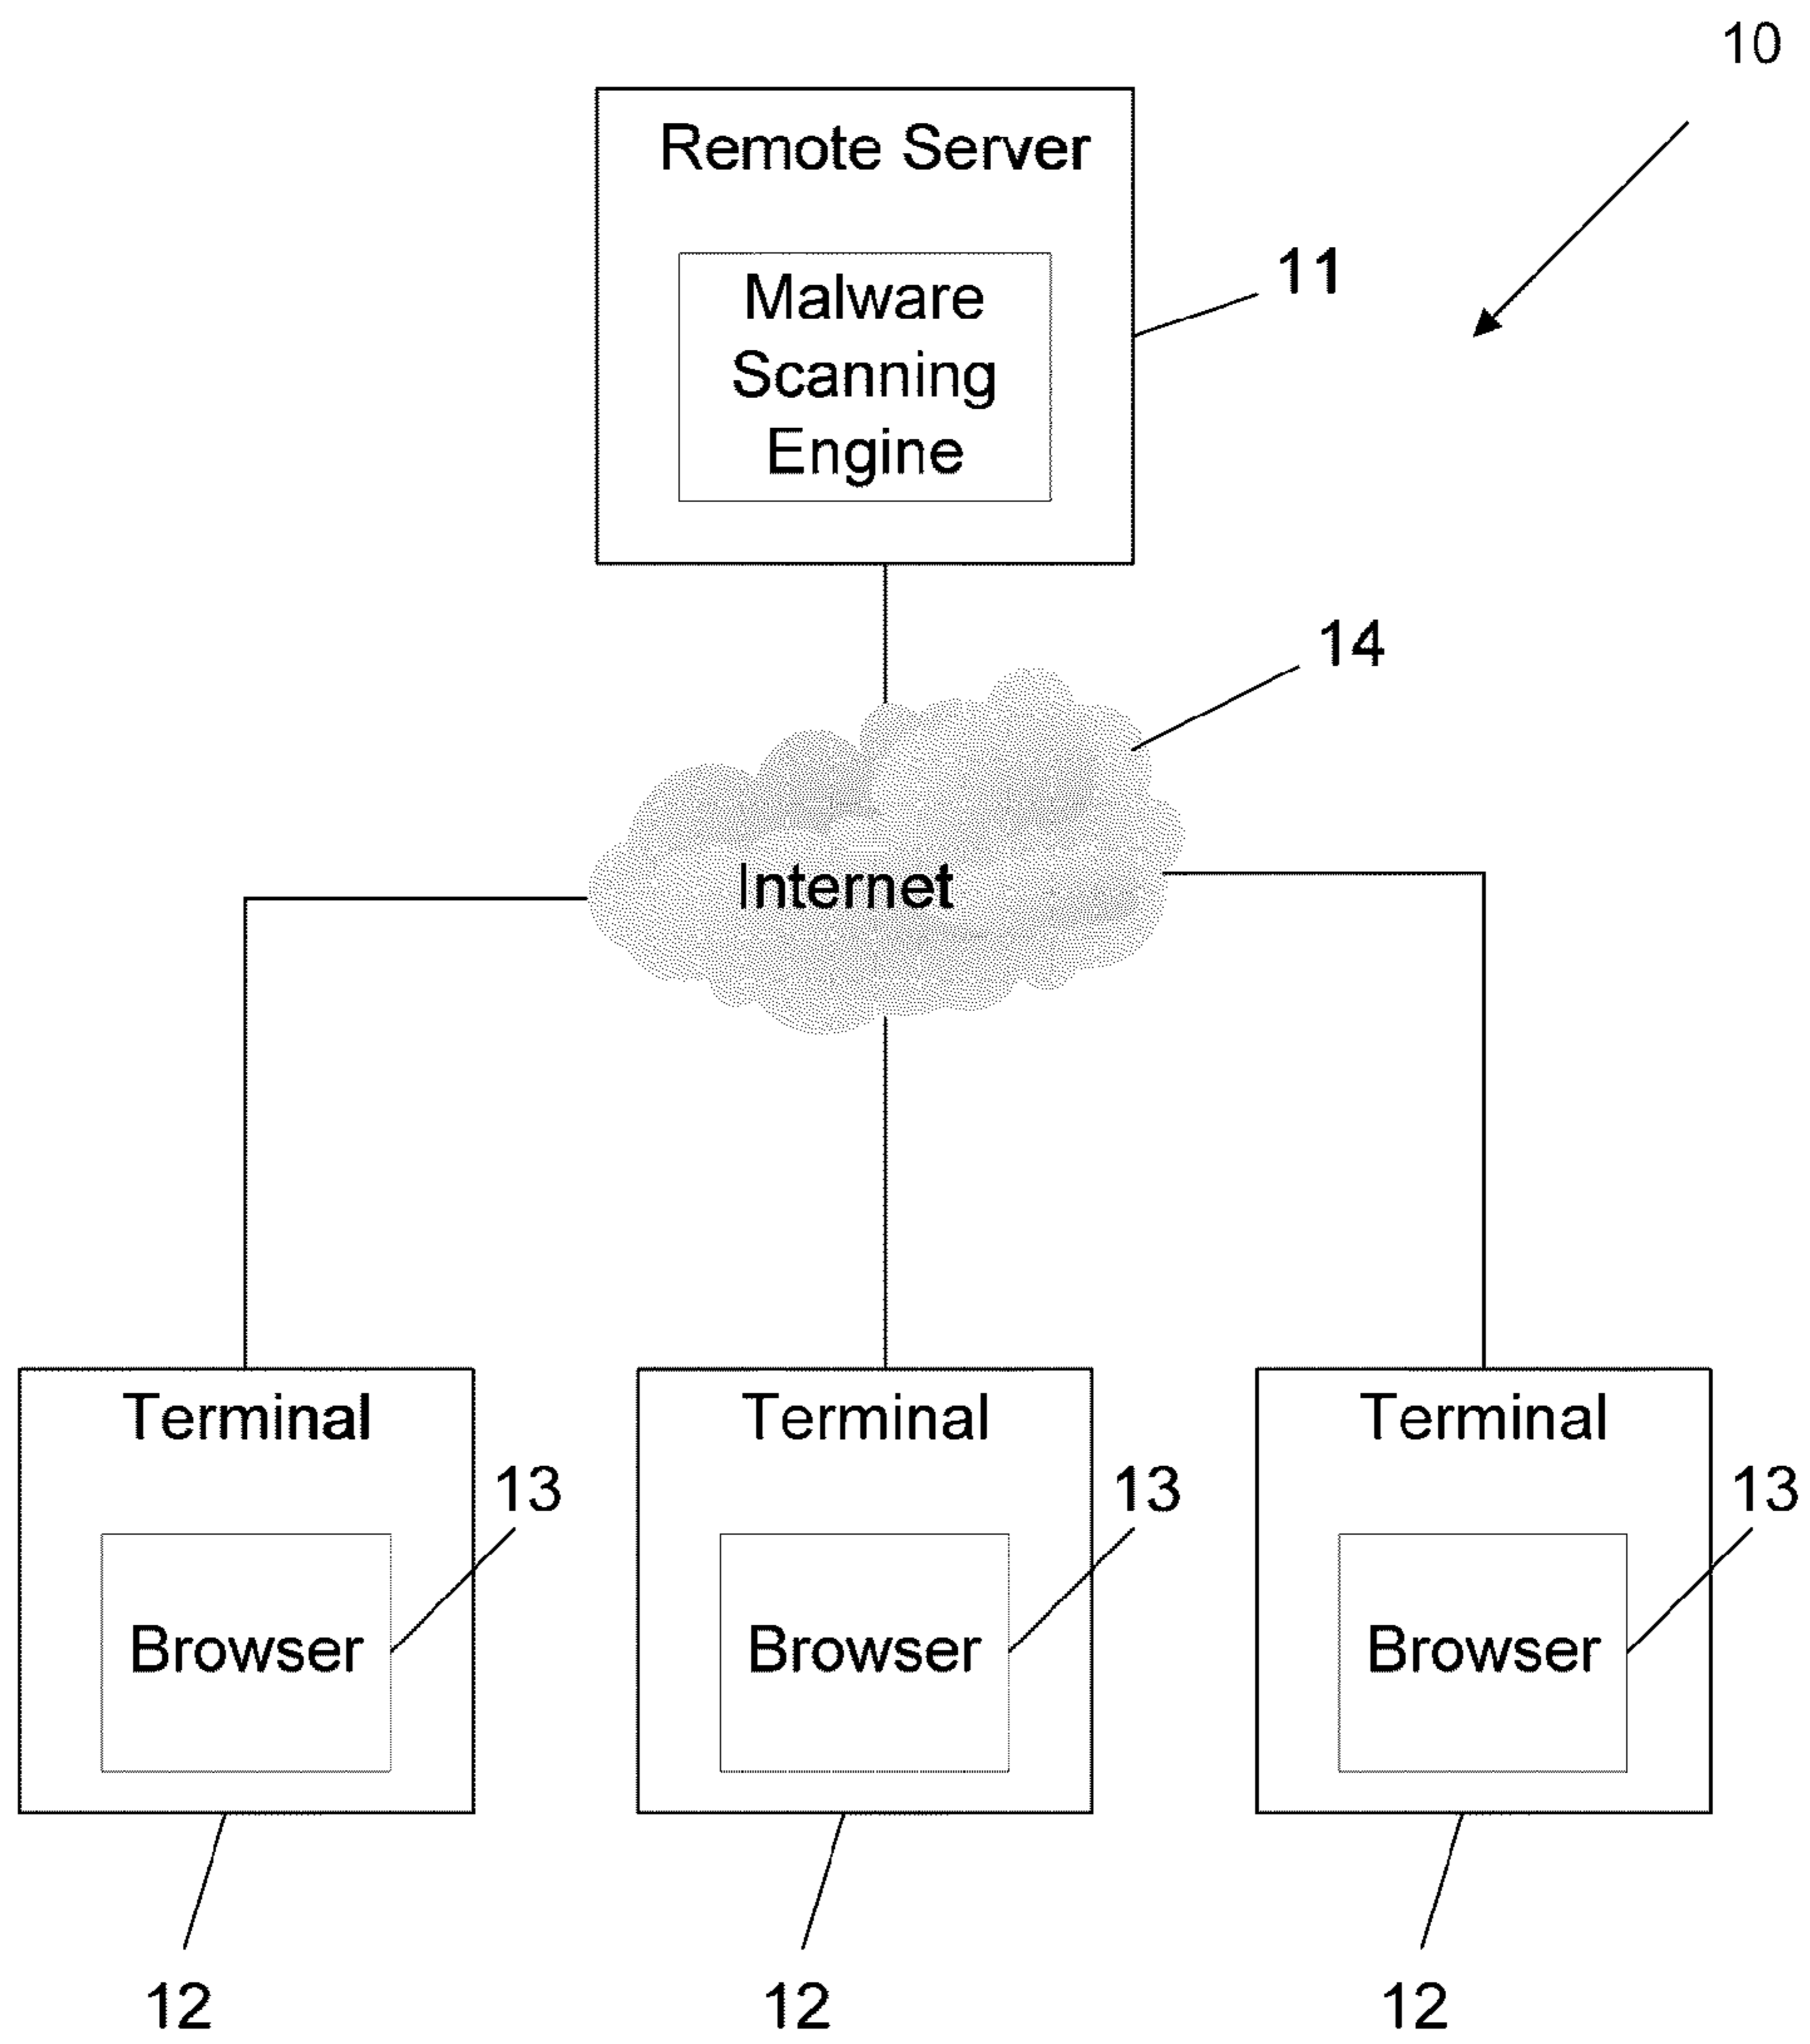 10
Remote Server
Malware
Scanning
Engine
11
14
Internet
Terminal
13
Browser
12
Terminal
13
Browser
12
Terminal
13
Browser
12